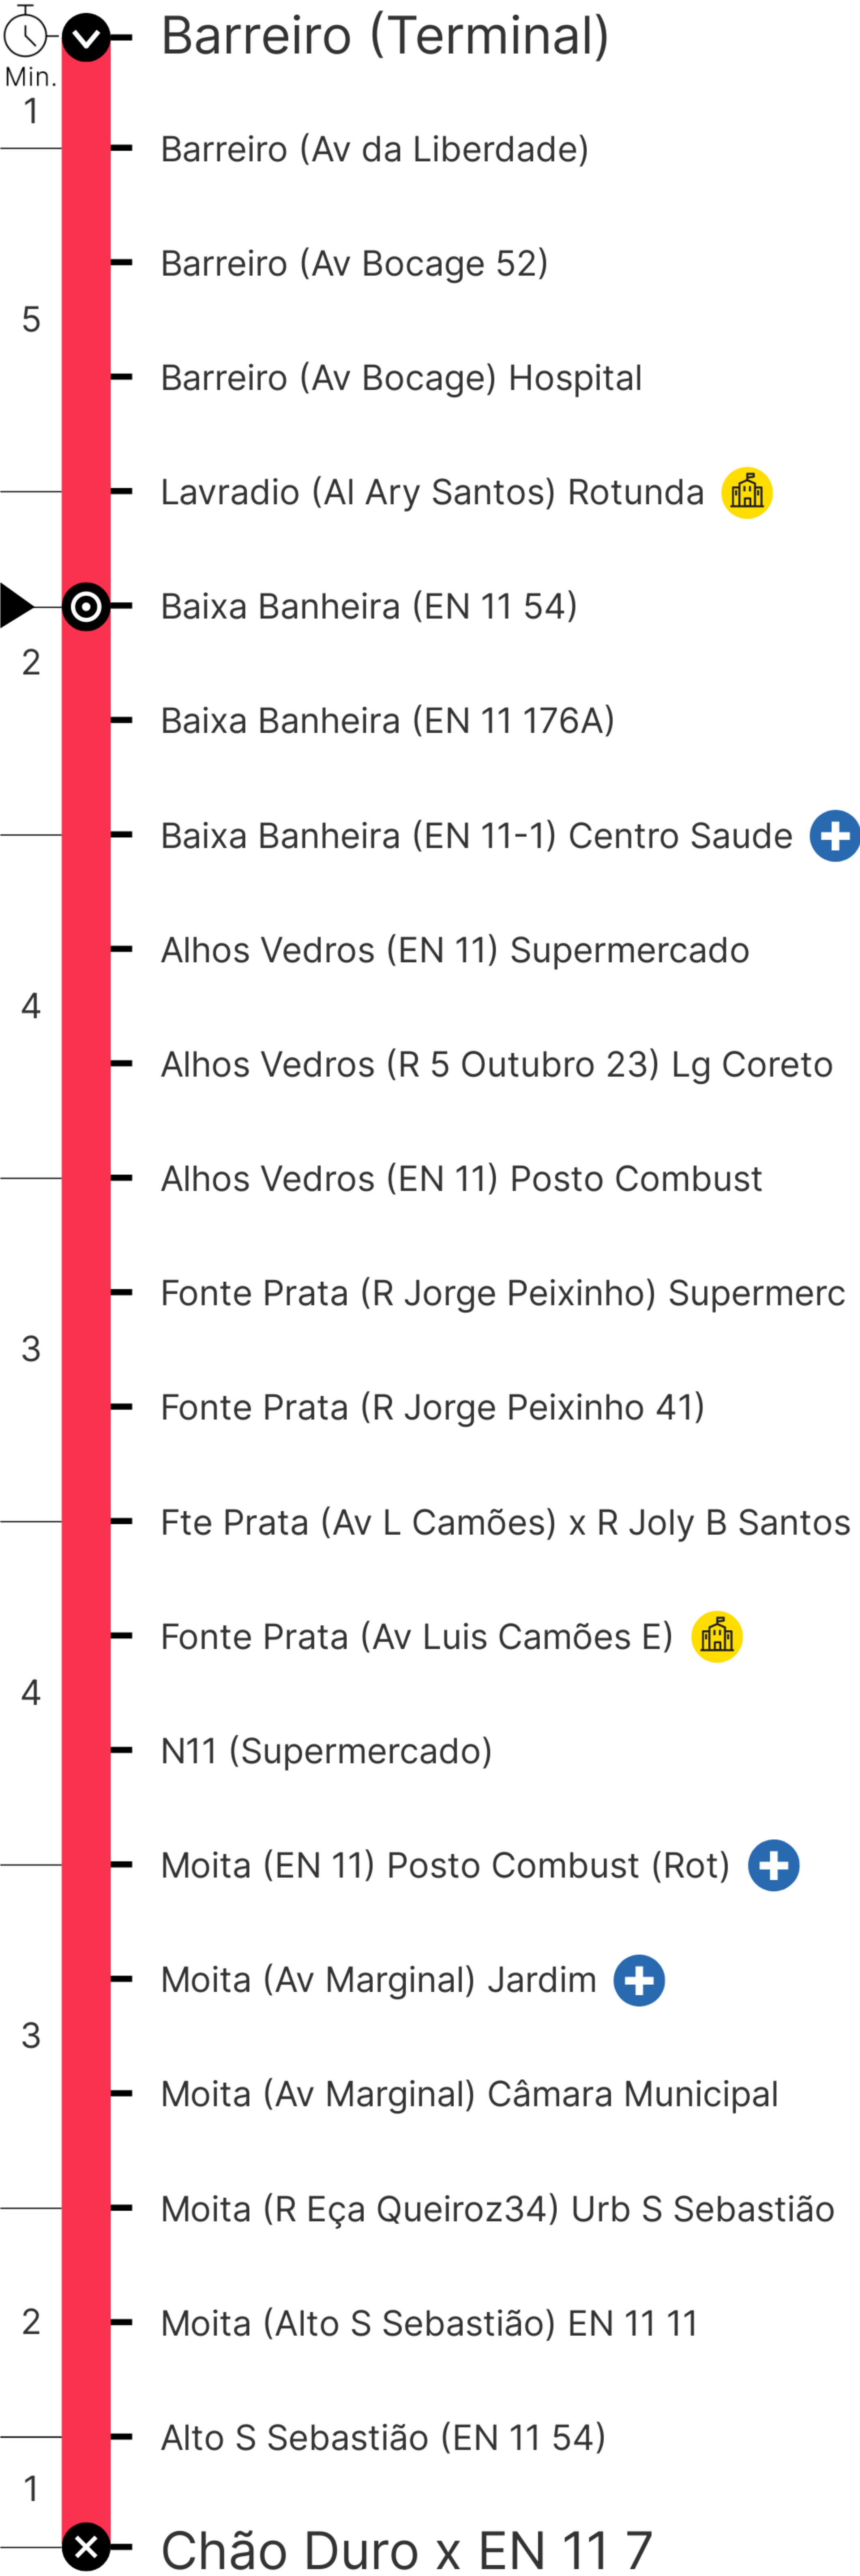 Barreiro (Terminal)
Min.
1
Barreiro (Av da Liberdade)
Barreiro (Av Bocage 52)
5
Barreiro (Av Bocage) Hospital
Lavradio (Al Ary Santos) Rotunda
Baixa Banheira (EN 11 54)
2
Baixa Banheira (EN 11 176A)
Baixa Banheira (EN 11-1) Centro Saude
Alhos Vedros (EN 11) Supermercado
4
Alhos Vedros (R 5 Outubro 23) Lg Coreto
Alhos Vedros (EN 11) Posto Combust
Fonte Prata (R Jorge Peixinho) Supermerc
3
Fonte Prata (R Jorge Peixinho 41)
Fte Prata (Av L Camões) x R Joly B Santos
Fonte Prata (Av Luis Camões E)
4
N11 (Supermercado)
Moita (EN 11) Posto Combust (Rot)
Moita (Av Marginal) Jardim
3
Moita (Av Marginal) Câmara Municipal
Moita (R Eça Queiroz34) Urb S Sebastião
2
Moita (Alto S Sebastião) EN 11 11
Alto S Sebastião (EN 11 54)
1
Chão Duro x EN 11 7